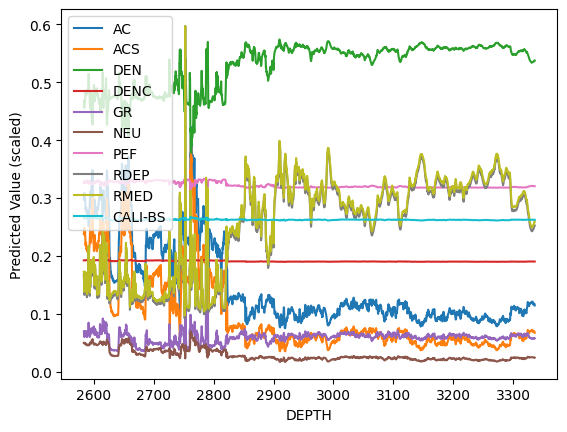 0.6
0.5
0.4
0.3
0.2
0.1
0.0
Predicted Value (scaled)
AC
ACS
DEN
DENC
GR
NEU
PEF
RDEP
RMED
CALI-BS
2600 2700 2800 2900 3000 3100 3200 3300
DEPTH